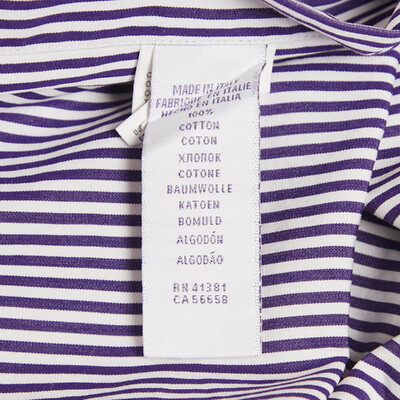 MADE IN ITALY
FABRIQUE EN ITALIE
HECHO EN ITALIA
100%
COTTON
COTON
ХЛОПОК
COTONE
BAUMWOLLE
KATOEN
BOMULD
ALGODÓN
ALGODÃO
RN 41381
CA 56658